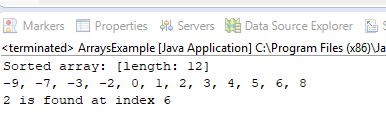 Markers Properties Servers Data Source Explorer S
<terminated> ArraysExample [Java Application] C:\Program Files (x86)\Ja
Sorted array: [length: 12]
-9, -7, -3, -2, 0, 1, 2, 3, 4, 5, 6, 8
2 is found at index 6